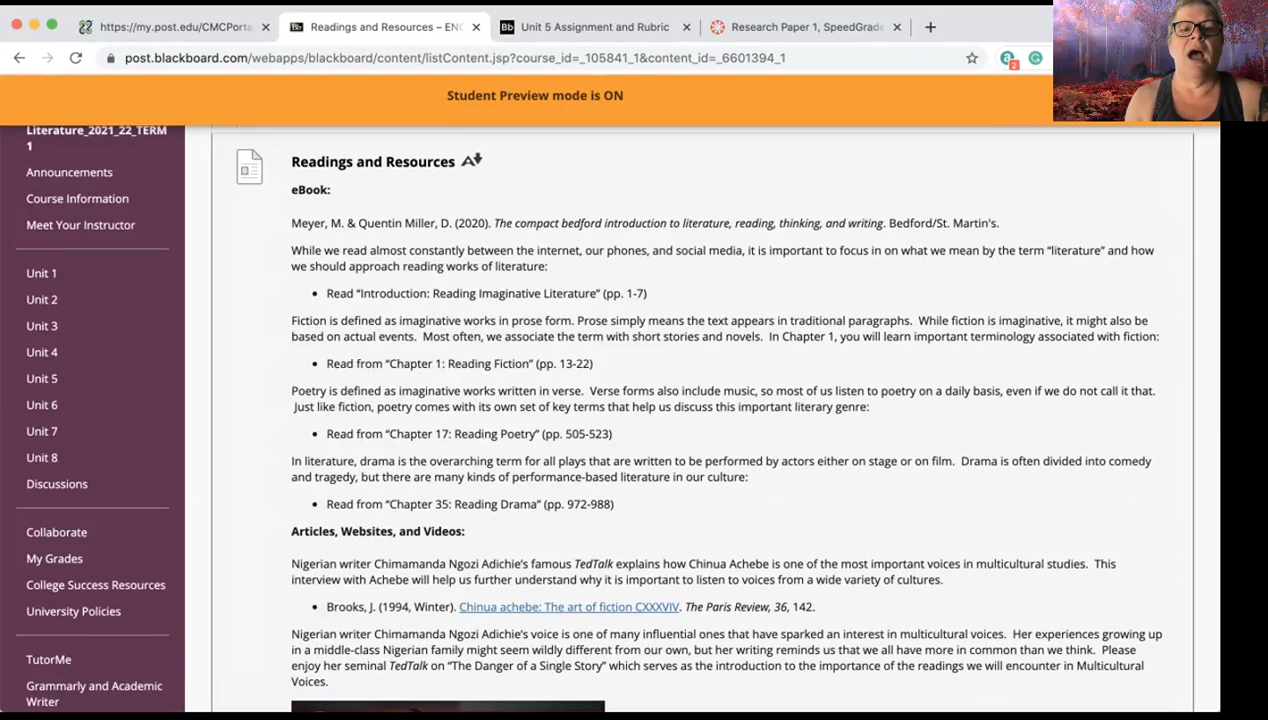 https://my.post.edu/CMCPorta
Readings and Resources – ENG
Unit 5 Assignment and Rubric
Research Paper 1, SpeedGrade
post.blackboard.com/webapps/blackboard/content/listContent.jsp?course_id=_105841_1&content_id=_6601394_1
Student Preview mode is ON
Literature_2021_22_TERM
1
Announcements
Course Information
Meet Your Instructor
Unit 1
Unit 2
Unit 3
Unit 4
Unit 5
Unit 6
Unit 7
Unit 8
Discussions
Collaborate
My Grades
College Success Resources
University Policies
TutorMe
Grammarly and Academic
Writer
Readings and Resources
eBook:
Meyer, M. & Quentin Miller, D. (2020). The compact bedford introduction to literature, reading, thinking, and writing. Bedford/St. Martin's.
While we read almost constantly between the internet, our phones, and social media, it is important to focus in on what we mean by the term “literature” and how
we should approach reading works of literature:
• Read “Introduction: Reading Imaginative Literature” (pp. 1-7)
Fiction is defined as imaginative works in prose form. Prose simply means the text appears in traditional paragraphs. While fiction is imaginative, it might also be
based on actual events. Most often, we associate the term with short stories and novels. In Chapter 1, you will learn important terminology associated with fiction:
• Read from “Chapter 1: Reading Fiction” (pp. 13-22)
Poetry is defined as imaginative works written in verse. Verse forms also include music, so most of us listen to poetry on a daily basis, even if we do not call it that.
Just like fiction, poetry comes with its own set of key terms that help us discuss this important literary genre:
• Read from “Chapter 17: Reading Poetry” (pp. 505-523)
In literature, drama is the overarching term for all plays that are written to be performed by actors either on stage or on film. Drama is often divided into comedy
and tragedy, but there are many kinds of performance-based literature in our culture:
• Read from “Chapter 35: Reading Drama” (pp. 972-988)
Articles, Websites, and Videos:
Nigerian writer Chimamanda Ngozi Adichie’s famous TedTalk explains how Chinua Achebe is one of the most important voices in multicultural studies. This
interview with Achebe will help us further understand why it is important to listen to voices from a wide variety of cultures.
• Brooks, J. (1994, Winter). Chinua achebe: The art of fiction CXXXVIV. The Paris Review, 36, 142.
Nigerian writer Chimamanda Ngozi Adichie’s voice is one of many influential ones that have sparked an interest in multicultural voices. Her experiences growing up
in a middle-class Nigerian family might seem wildly different from our own, but her writing reminds us that we all have more in common than we think. Please
enjoy her seminal TedTalk on “The Danger of a Single Story” which serves as the introduction to the importance of the readings we will encounter in Multicultural
Voices.